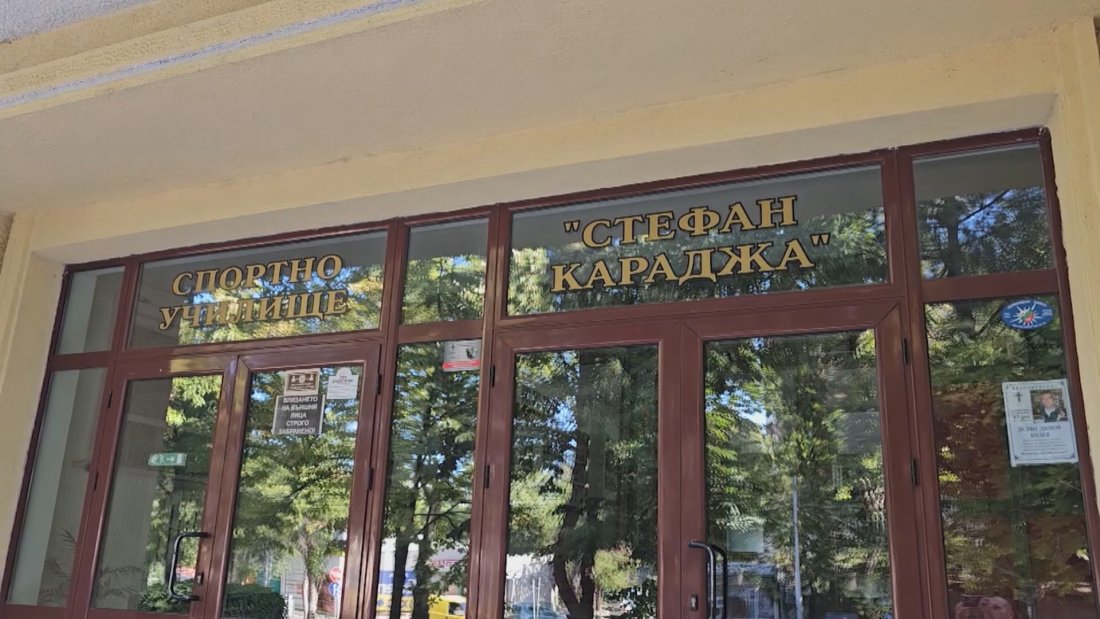 СПОРТНО
УЧИЛИЩЕ
"СТЕФАН
КАРАДЖА"
ВЛИЗАНЕТО
НА ВЪНШНИ
ЛИЦА
СТРОГО
ЗАБРАНЕНО!